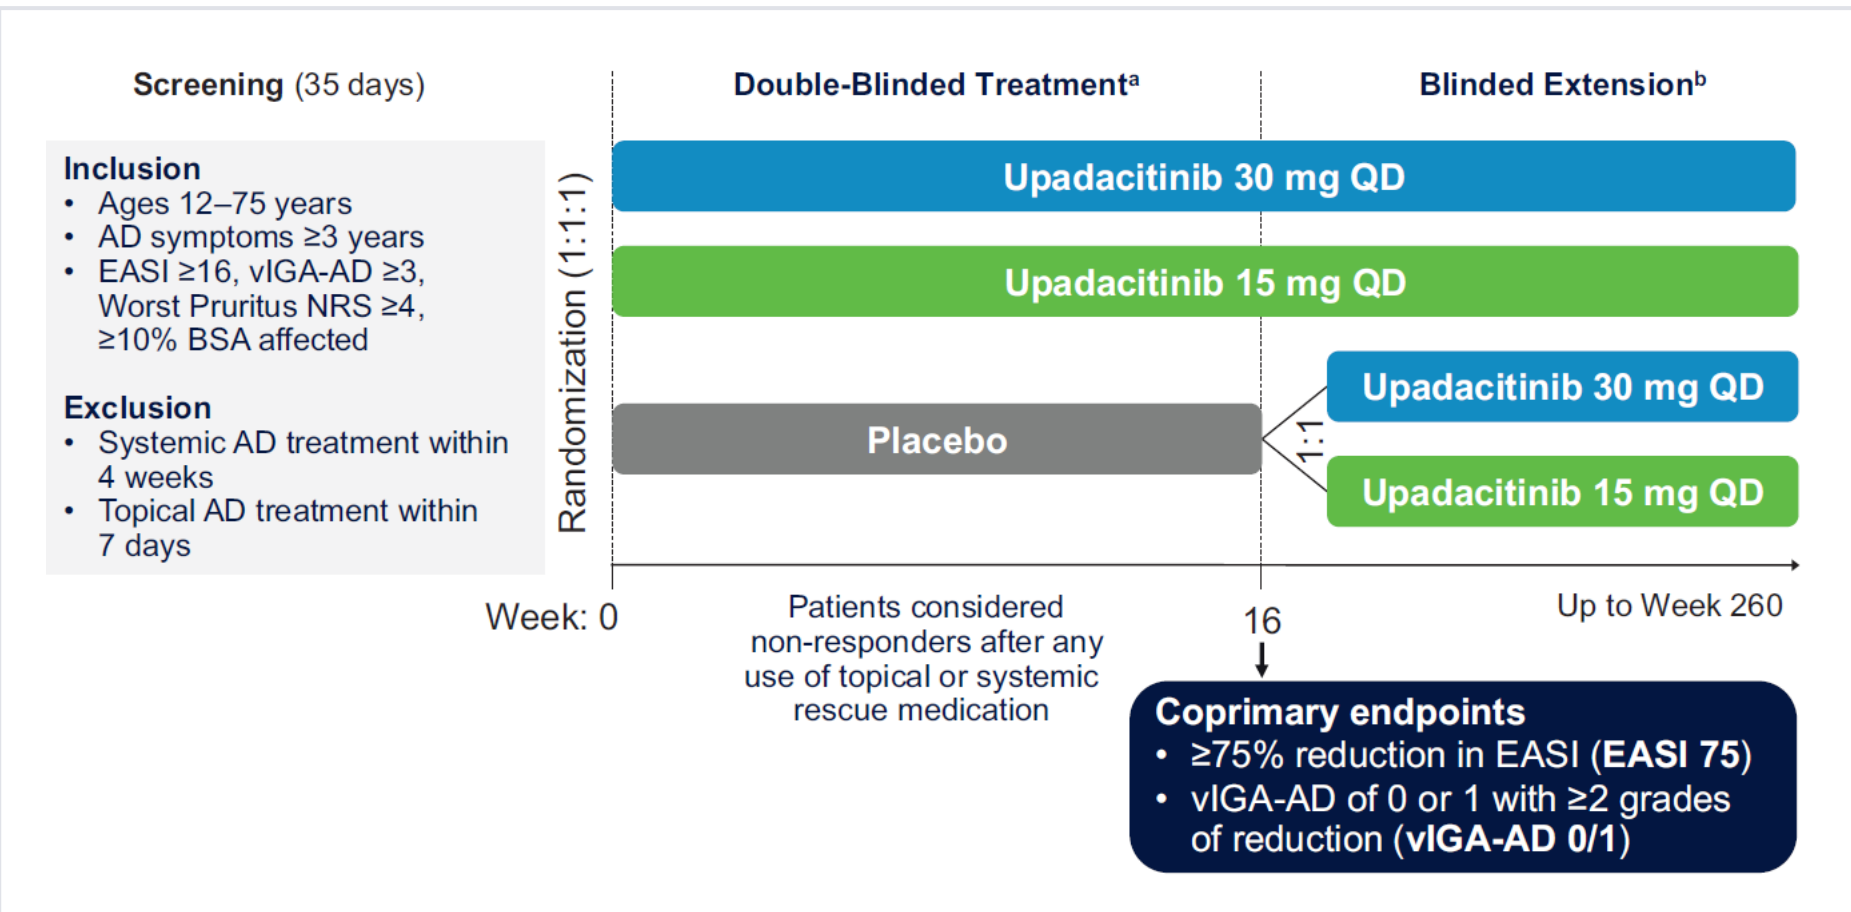 Screening (35 days)
Double-Blinded Treatmentᵃ
Blinded Extensionᵇ
Inclusion
• Ages 12–75 years
• AD symptoms ≥3 years
• EASI ≥16, vIGA-AD ≥3,
Worst Pruritus NRS ≥4,
≥10% BSA affected
Exclusion
• Systemic AD treatment within
4 weeks
• Topical AD treatment within
7 days
Randomization (1:1:1)
Upadacitinib 30 mg QD
Upadacitinib 15 mg QD
Placebo
1:1
Upadacitinib 30 mg QD
Upadacitinib 15 mg QD
Week: 0
Patients considered
non-responders after any
use of topical or systemic
rescue medication
16
Up to Week 260
Coprimary endpoints
• ≥75% reduction in EASI (EASI 75)
• vIGA-AD of 0 or 1 with ≥2 grades
of reduction (vIGA-AD 0/1)